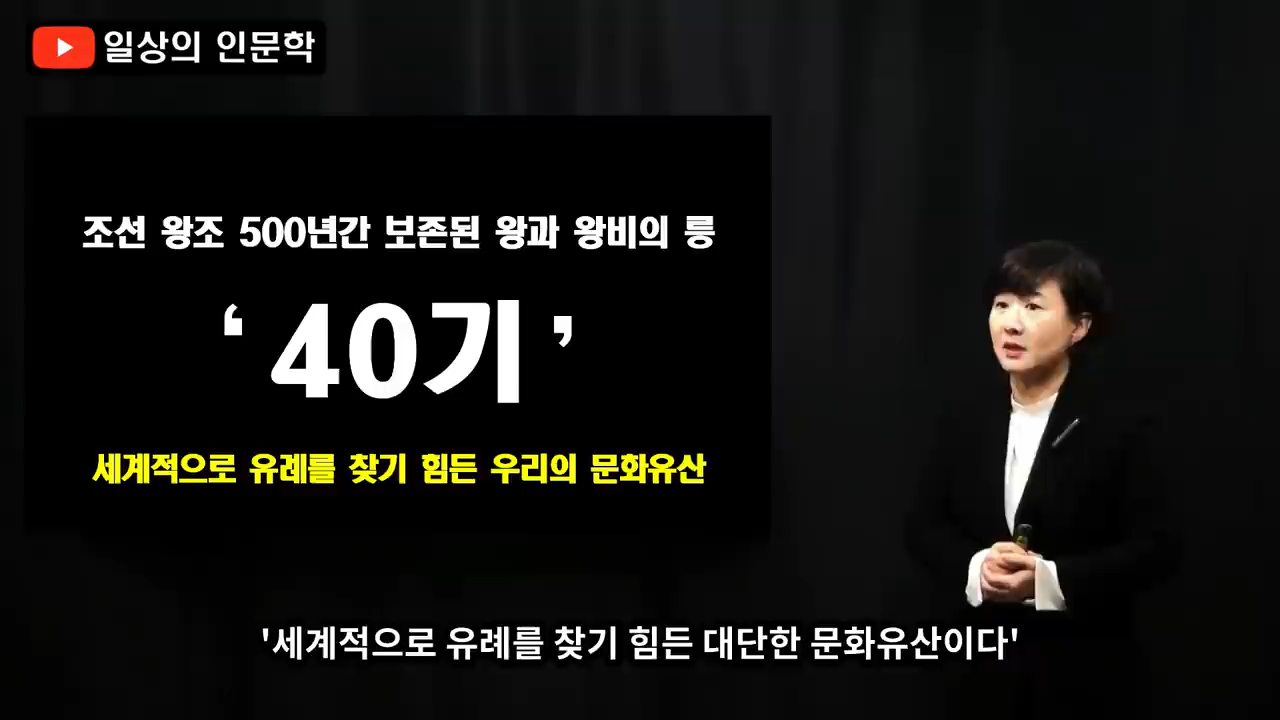 일상의 인문학
조선 왕조 500년간 보존된 왕과 왕비의 릉
‘ 40기 ’
세계적으로 유례를 찾기 힘든 우리의 문화유산
'세계적으로 유례를 찾기 힘든 대단한 문화유산이다'